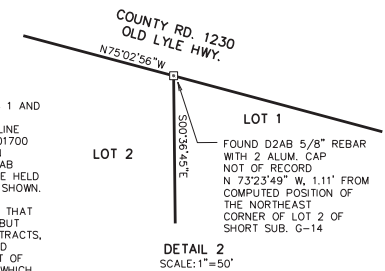 COUNTY RD. 1230
OLD LYLE HWY.
N75°02'56"W
S00°36'45"E
LOT 1
LOT 2
FOUND D2AB 5/8" REBAR
WITH 2 ALUM. CAP
NOT OF RECORD
N 73°23'49" W, 1.11' FROM
COMPUTED POSITION OF
THE NORTHEAST
CORNER OF LOT 2 OF
SHORT SUB. G-14
DETAIL 2
SCALE: 1"=50'
1 AND
LINE
01700
AB
HELD
SHOWN.
THAT
BUT
TRACTS,
OF
WHICH